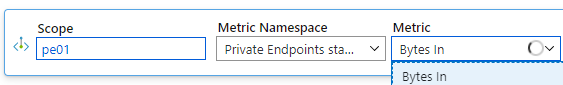 Scope
Metric Namespace
Metric
pe01
Private Endpoints sta...
Bytes In
Bytes In